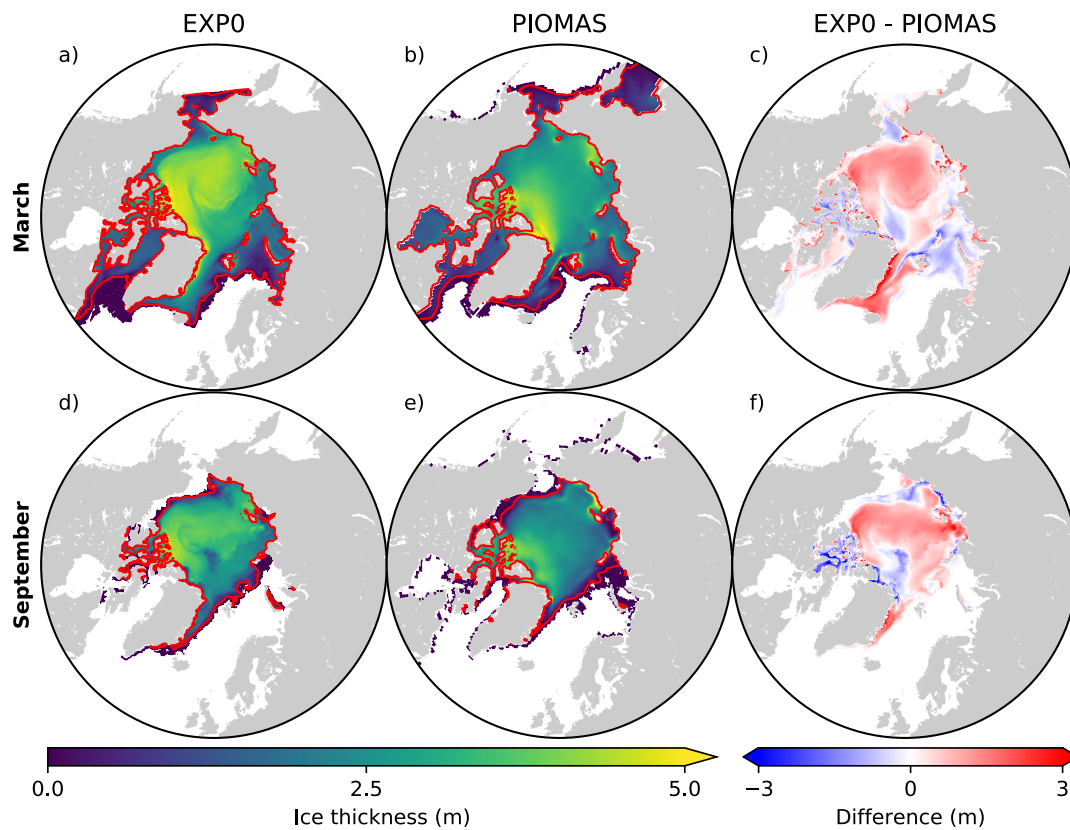 EXP0
PIOMAS
EXP0 - PIOMAS
a)
b)
c)
March
d)
e)
f)
September
0.0
2.5
5.0
−3
0
3
Ice thickness (m)
Difference (m)